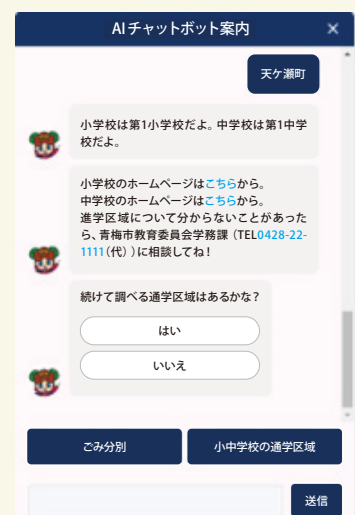 AIチャットボット案内
×
天ケ瀬町
小学校は第1小学校だよ。中学校は第1中学
校だよ。
小学校のホームページはこちらから。
中学校のホームページはこちらから。
進学区域について分からないことがあった
ら、青梅市教育委員会学務課（TEL0428-22-
1111（代））に相談してね！
続けて調べる通学区域はあるかな？
はい
いいえ
ごみ分別
小中学校の通学区域
送信